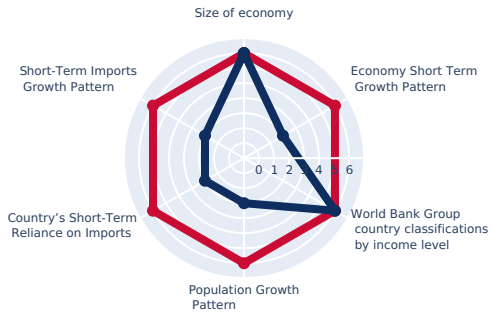 Size of economy
Short-Term Imports
Growth Pattern
Economy Short Term
Growth Pattern
0 1 2 3 4 5 6
Country’s Short-Term
Reliance on Imports
World Bank Group
country classifications
by income level
Population Growth
Pattern